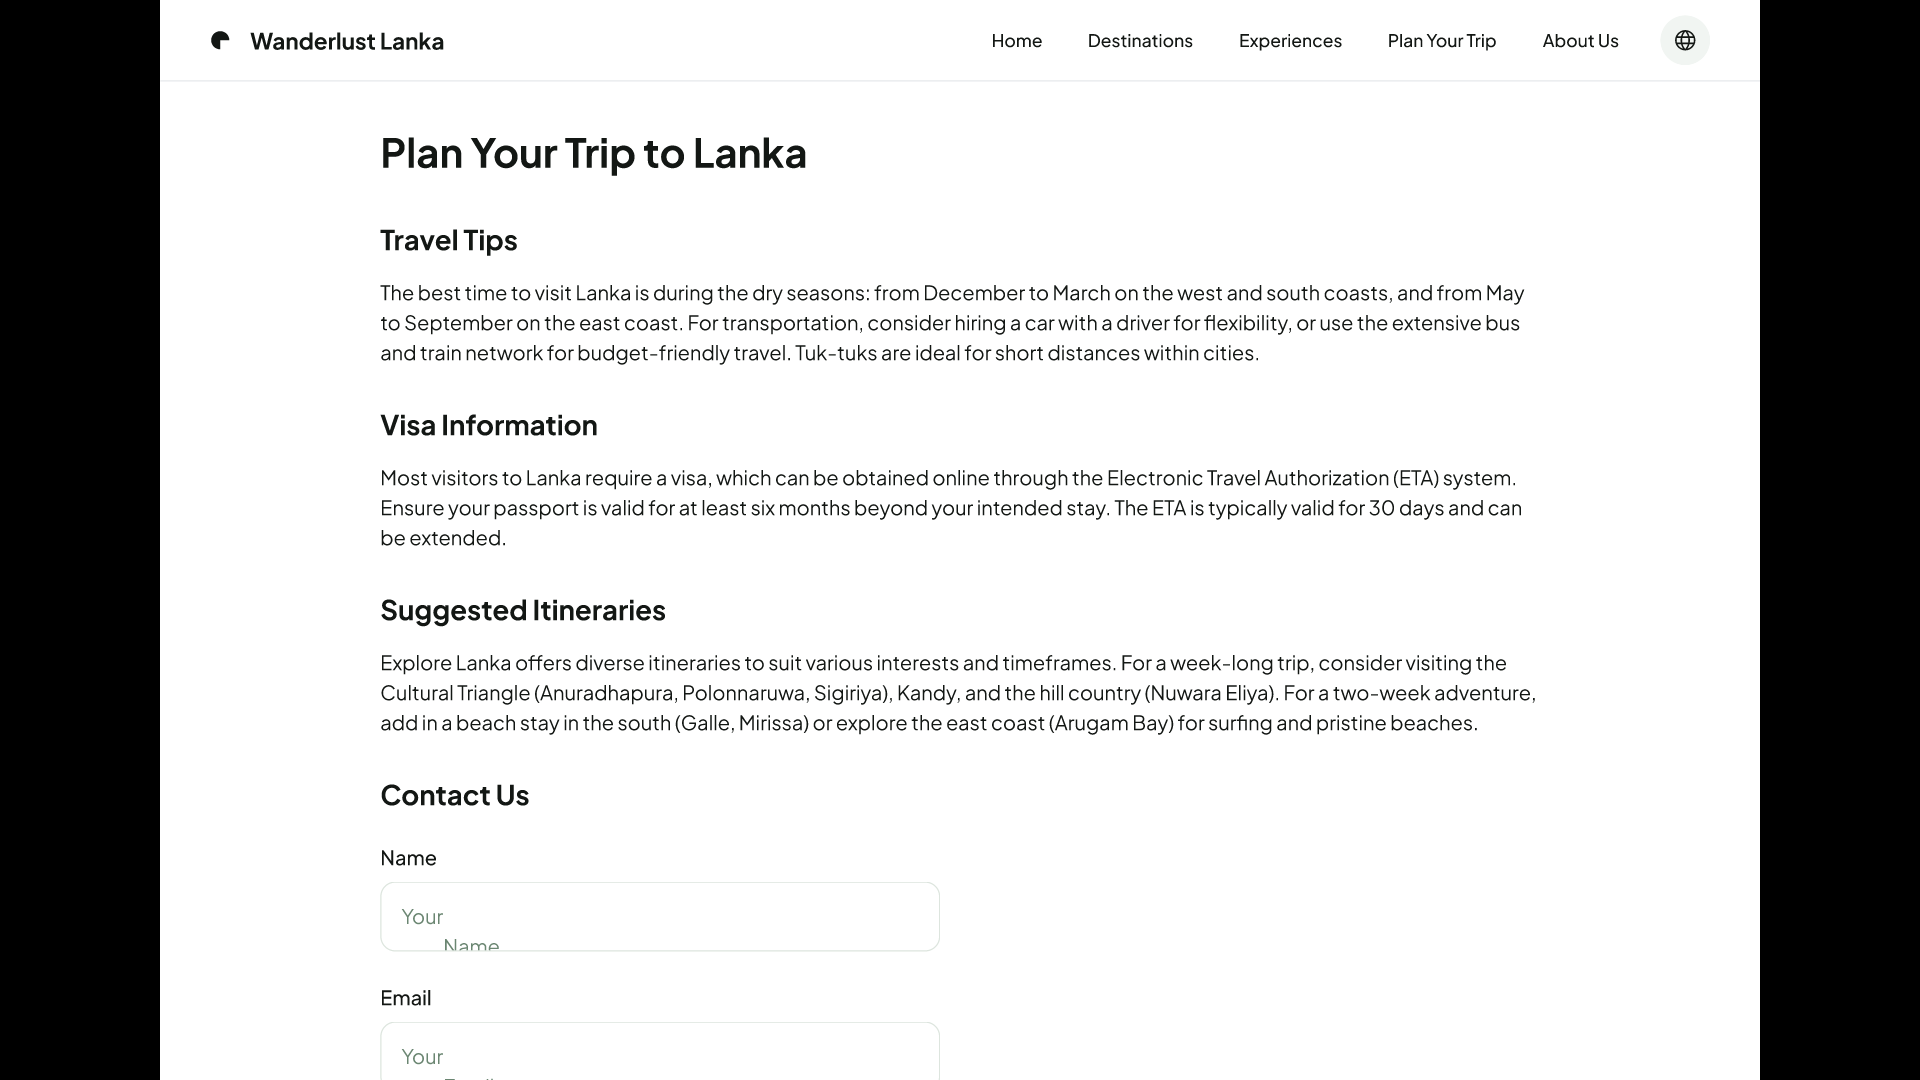 Wanderlust Lanka
Home
Destinations
Experiences
Plan Your Trip
About Us
Plan Your Trip to Lanka
Travel Tips
The best time to visit Lanka is during the dry seasons: from December to March on the west and south coasts, and from May
to September on the east coast. For transportation, consider hiring a car with a driver for flexibility, or use the extensive bus
and train network for budget-friendly travel. Tuk-tuks are ideal for short distances within cities.
Visa Information
Most visitors to Lanka require a visa, which can be obtained online through the Electronic Travel Authorization (ETA) system.
Ensure your passport is valid for at least six months beyond your intended stay. The ETA is typically valid for 30 days and can
be extended.
Suggested Itineraries
Explore Lanka offers diverse itineraries to suit various interests and timeframes. For a week-long trip, consider visiting the
Cultural Triangle (Anuradhapura, Polonnaruwa, Sigiriya), Kandy, and the hill country (Nuwara Eliya). For a two-week adventure,
add in a beach stay in the south (Galle, Mirissa) or explore the east coast (Arugam Bay) for surfing and pristine beaches.
Contact Us
Name
Your
Name
Email
Your